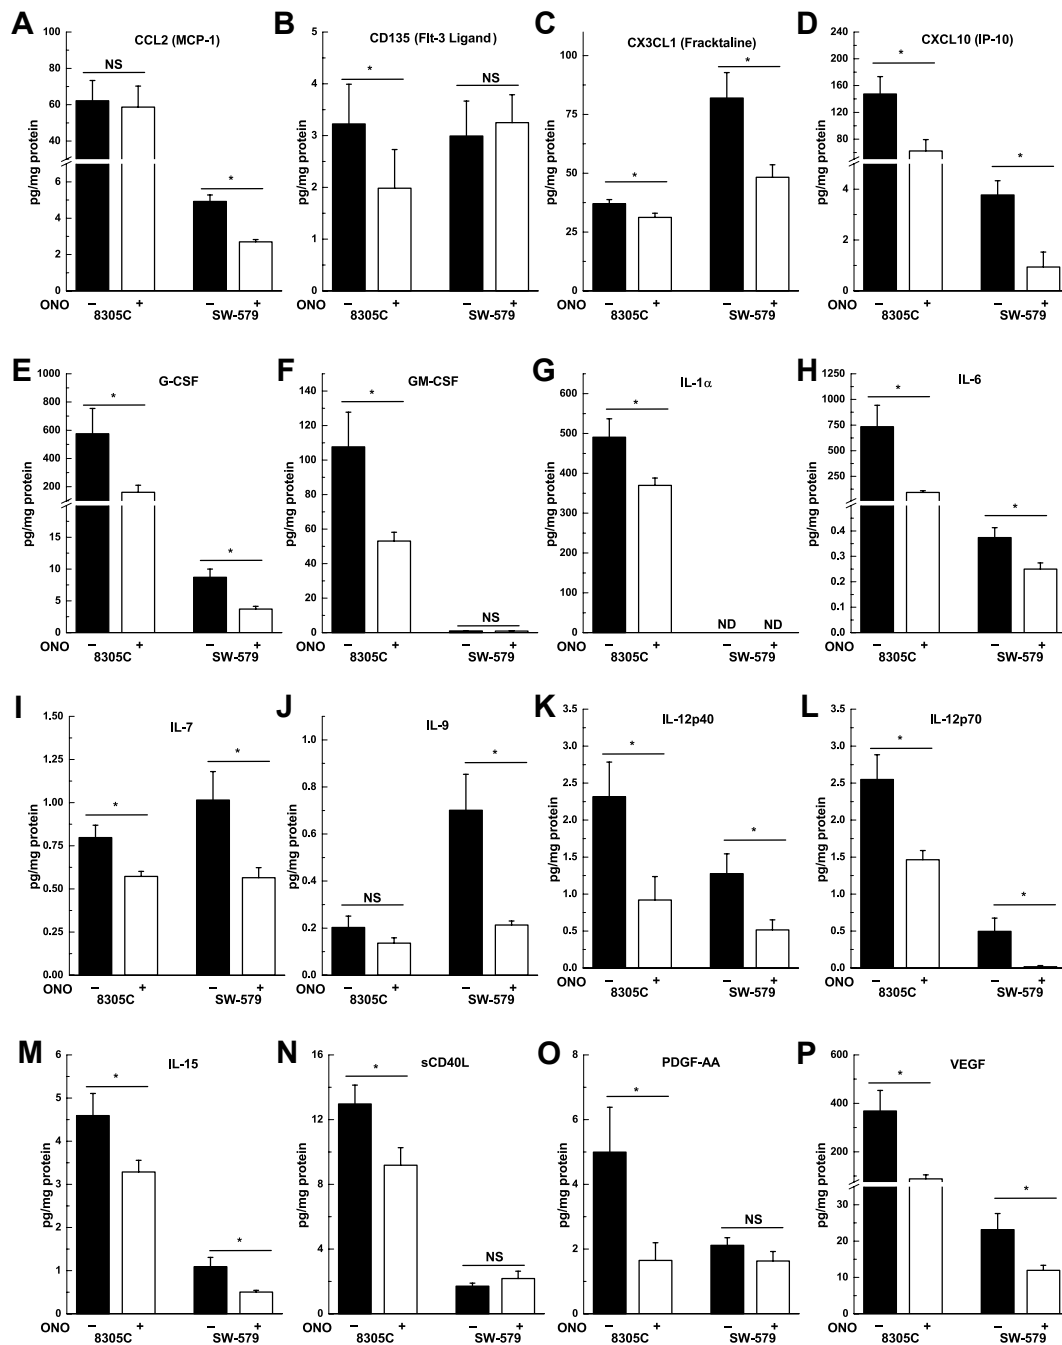 A
CCL2 (MCP-1)
pg/mg protein
60
40
20
6
4
2
0
80
NS
*
ONO – + – +
8305C SW-579
B
CD135 (Flt-3 Ligand)
pg/mg protein
5
4
3
2
1
*
NS
– + – +
8305C SW-579
C
CX3CL1 (Fracktaline)
pg/mg protein
100
75
50
25
0
*
*
– + – +
8305C SW-579
D
CXCL10 (IP-10)
pg/mg protein
240
200
160
120
80
4
2
0
*
*
– + – +
8305C SW-579
E
G-CSF
pg/mg protein
1000
800
600
400
200
20
15
10
5
0
*
*
ONO – + – +
8305C SW-579
F
GM-CSF
pg/mg protein
140
120
100
80
60
40
20
0
*
NS
– + – +
8305C SW-579
G
IL-1α
pg/mg protein
600
500
400
300
200
100
0
*
ND ND
– + – +
8305C SW-579
H
IL-6
pg/mg protein
1250
1000
750
500
250
0.4
0.3
0.2
0.1
0.0
*
*
– + – +
8305C SW-579
I
IL-7
pg/mg protein
1.50
1.25
1.00
0.75
0.50
0.25
0.00
*
*
ONO – + – +
8305C SW-579
J
IL-9
pg/mg protein
1.0
0.8
0.6
0.4
0.2
0.0
NS
*
– + – +
8305C SW-579
K
IL-12p40
pg/mg protein
3.0
2.5
2.0
1.5
1.0
0.5
0.0
*
*
– + – +
8305C SW-579
L
IL-12p70
pg/mg protein
3.5
3.0
2.5
2.0
1.5
1.0
0.5
0.0
*
*
– + – +
8305C SW-579
M
IL-15
pg/mg protein
6
5
4
3
2
1
0
*
*
ONO – + – +
8305C SW-579
N
sCD40L
pg/mg protein
16
12
8
4
0
*
NS
– + – +
8305C SW-579
O
PDGF-AA
pg/mg protein
8
6
4
2
0
*
NS
– + – +
8305C SW-579
P
VEGF
pg/mg protein
600
400
200
30
20
10
0
*
*
– + – +
8305C SW-579